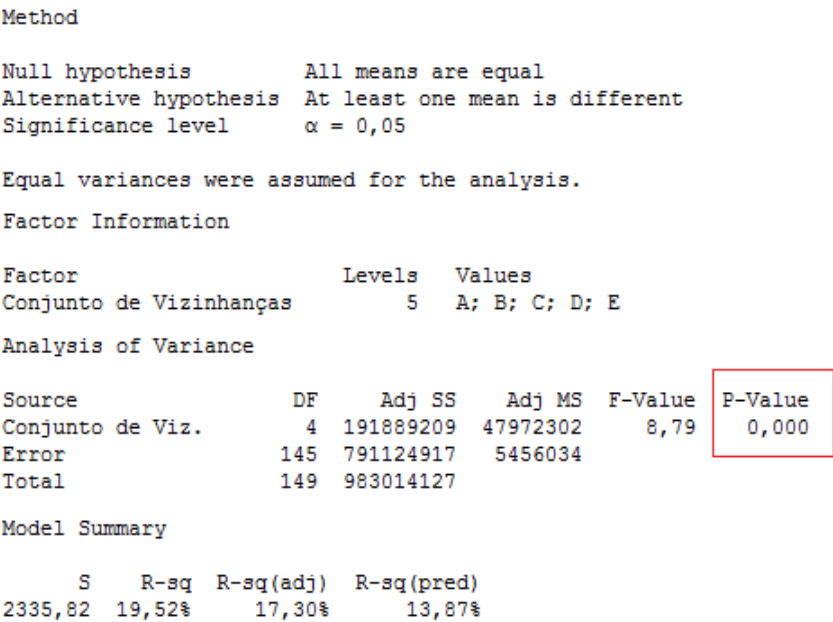 Method
Null hypothesis All means are equal
Alternative hypothesis At least one mean is different
Significance level α = 0,05
Equal variances were assumed for the analysis.
Factor Information
Factor Levels Values
Conjunto de Vizinhanças 5 A; B; C; D; E
Analysis of Variance
Source DF Adj SS Adj MS F-Value P-Value
Conjunto de Viz. 4 191889209 47972302 8,79 0,000
Error 145 791124917 5456034
Total 149 983014127
Model Summary
S R-sq R-sq(adj) R-sq(pred)
2335,82 19,52% 17,30% 13,87%